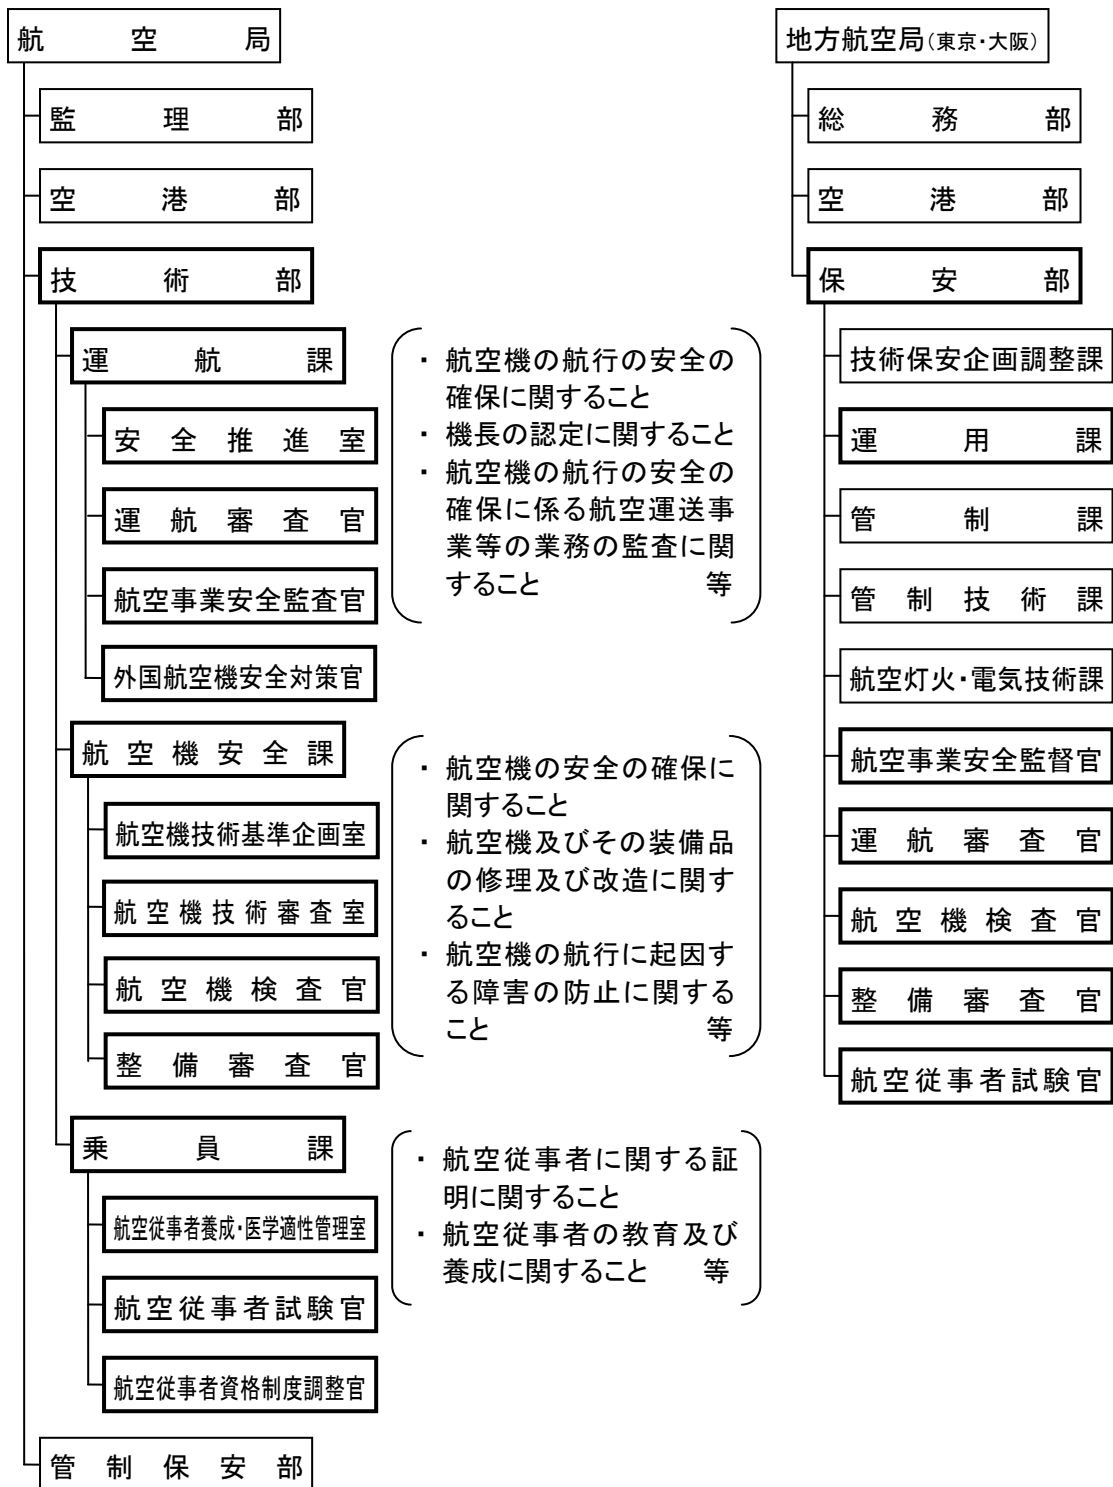 航空局
監理部
空港部
技術部
運航課
安全推進室
運航審査官
航空事業安全監査官
外国航空機安全対策官
・ 航空機の航行の安全の
確保に関すること
・ 機長の認定に関すること
・ 航空機の航行の安全の
確保に係る航空運送事
業等の業務の監査に関
すること 等
航空機安全課
航空機技術基準企画室
航空機技術審査室
航空機検査官
整備審査官
・ 航空機の安全の確保に
関すること
・ 航空機及びその装備品
の修理及び改造に関す
ること
・ 航空機の航行に起因す
る障害の防止に関する
こと 等
乗員課
航空従事者養成・医学適性管理室
航空従事者試験官
航空従事者資格制度調整官
・ 航空従事者に関する証
明に関すること
・ 航空従事者の教育及び
養成に関すること 等
管制保安部
地方航空局(東京・大阪)
総務部
空港部
保安部
技術保安企画調整課
運用課
管制課
管制技術課
航空灯火・電気技術課
航空事業安全監督官
運航審査官
航空機検査官
整備審査官
航空従事者試験官